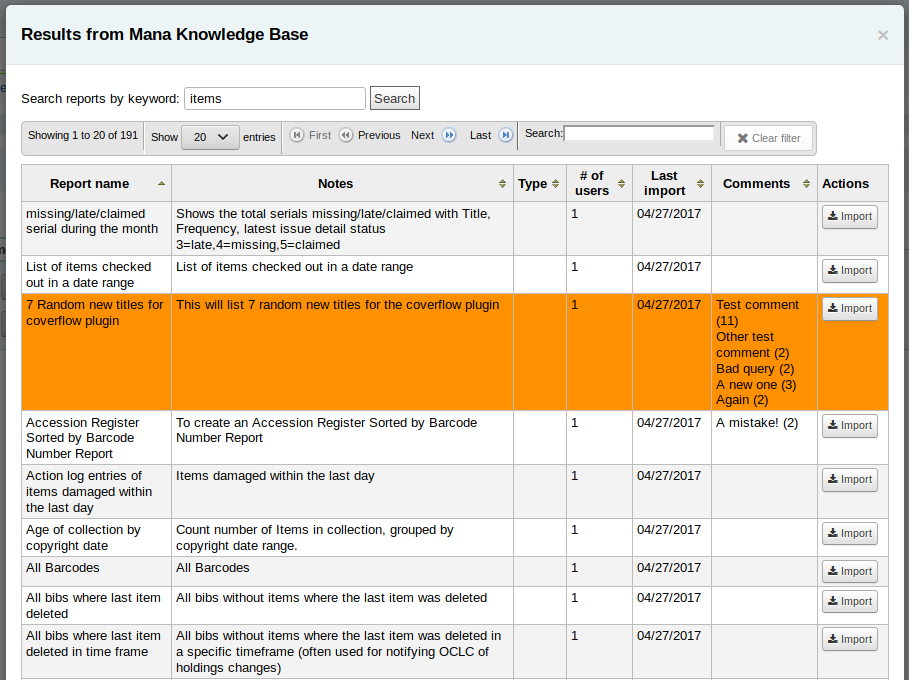 Results from Mana Knowledge Base
×
Search reports by keyword: items Search
Showing 1 to 20 of 191 Show 20 entries First Previous Next Last Search: Clear filter
Report name Notes Type # of users Last import Comments Actions
missing/late/claimed serial during the month Shows the total serials missing/late/claimed with Title, Frequency, latest issue detail status 3=late,4=missing,5=claimed 1 04/27/2017 Import
List of items checked out in a date range List of items checked out in a date range 1 04/27/2017 Import
7 Random new titles for coverflow plugin This will list 7 random new titles for the coverflow plugin 1 04/27/2017 Test comment (11) Other test comment (2) Bad query (2) A new one (3) Again (2) Import
Accession Register Sorted by Barcode Number Report To create an Accession Register Sorted by Barcode Number Report 1 04/27/2017 A mistake! (2) Import
Action log entries of items damaged within the last day Items damaged within the last day 1 04/27/2017 Import
Age of collection by copyright date Count number of Items in collection, grouped by copyright date range. 1 04/27/2017 Import
All Barcodes All Barcodes 1 04/27/2017 Import
All bibs where last item deleted All bibs without items where the last item was deleted 1 04/27/2017 Import
All bibs where last item deleted in time frame All bibs without items where the last item was deleted in a specific timeframe (often used for notifying OCLC of holdings changes) 1 04/27/2017 Import